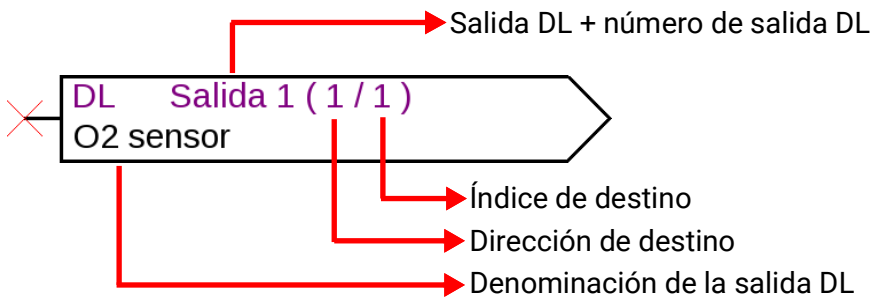 Salida DL + número de salida DL
DL Salida 1 ( 1 / 1 )
O2 sensor
Índice de destino
Dirección de destino
Denominación de la salida DL